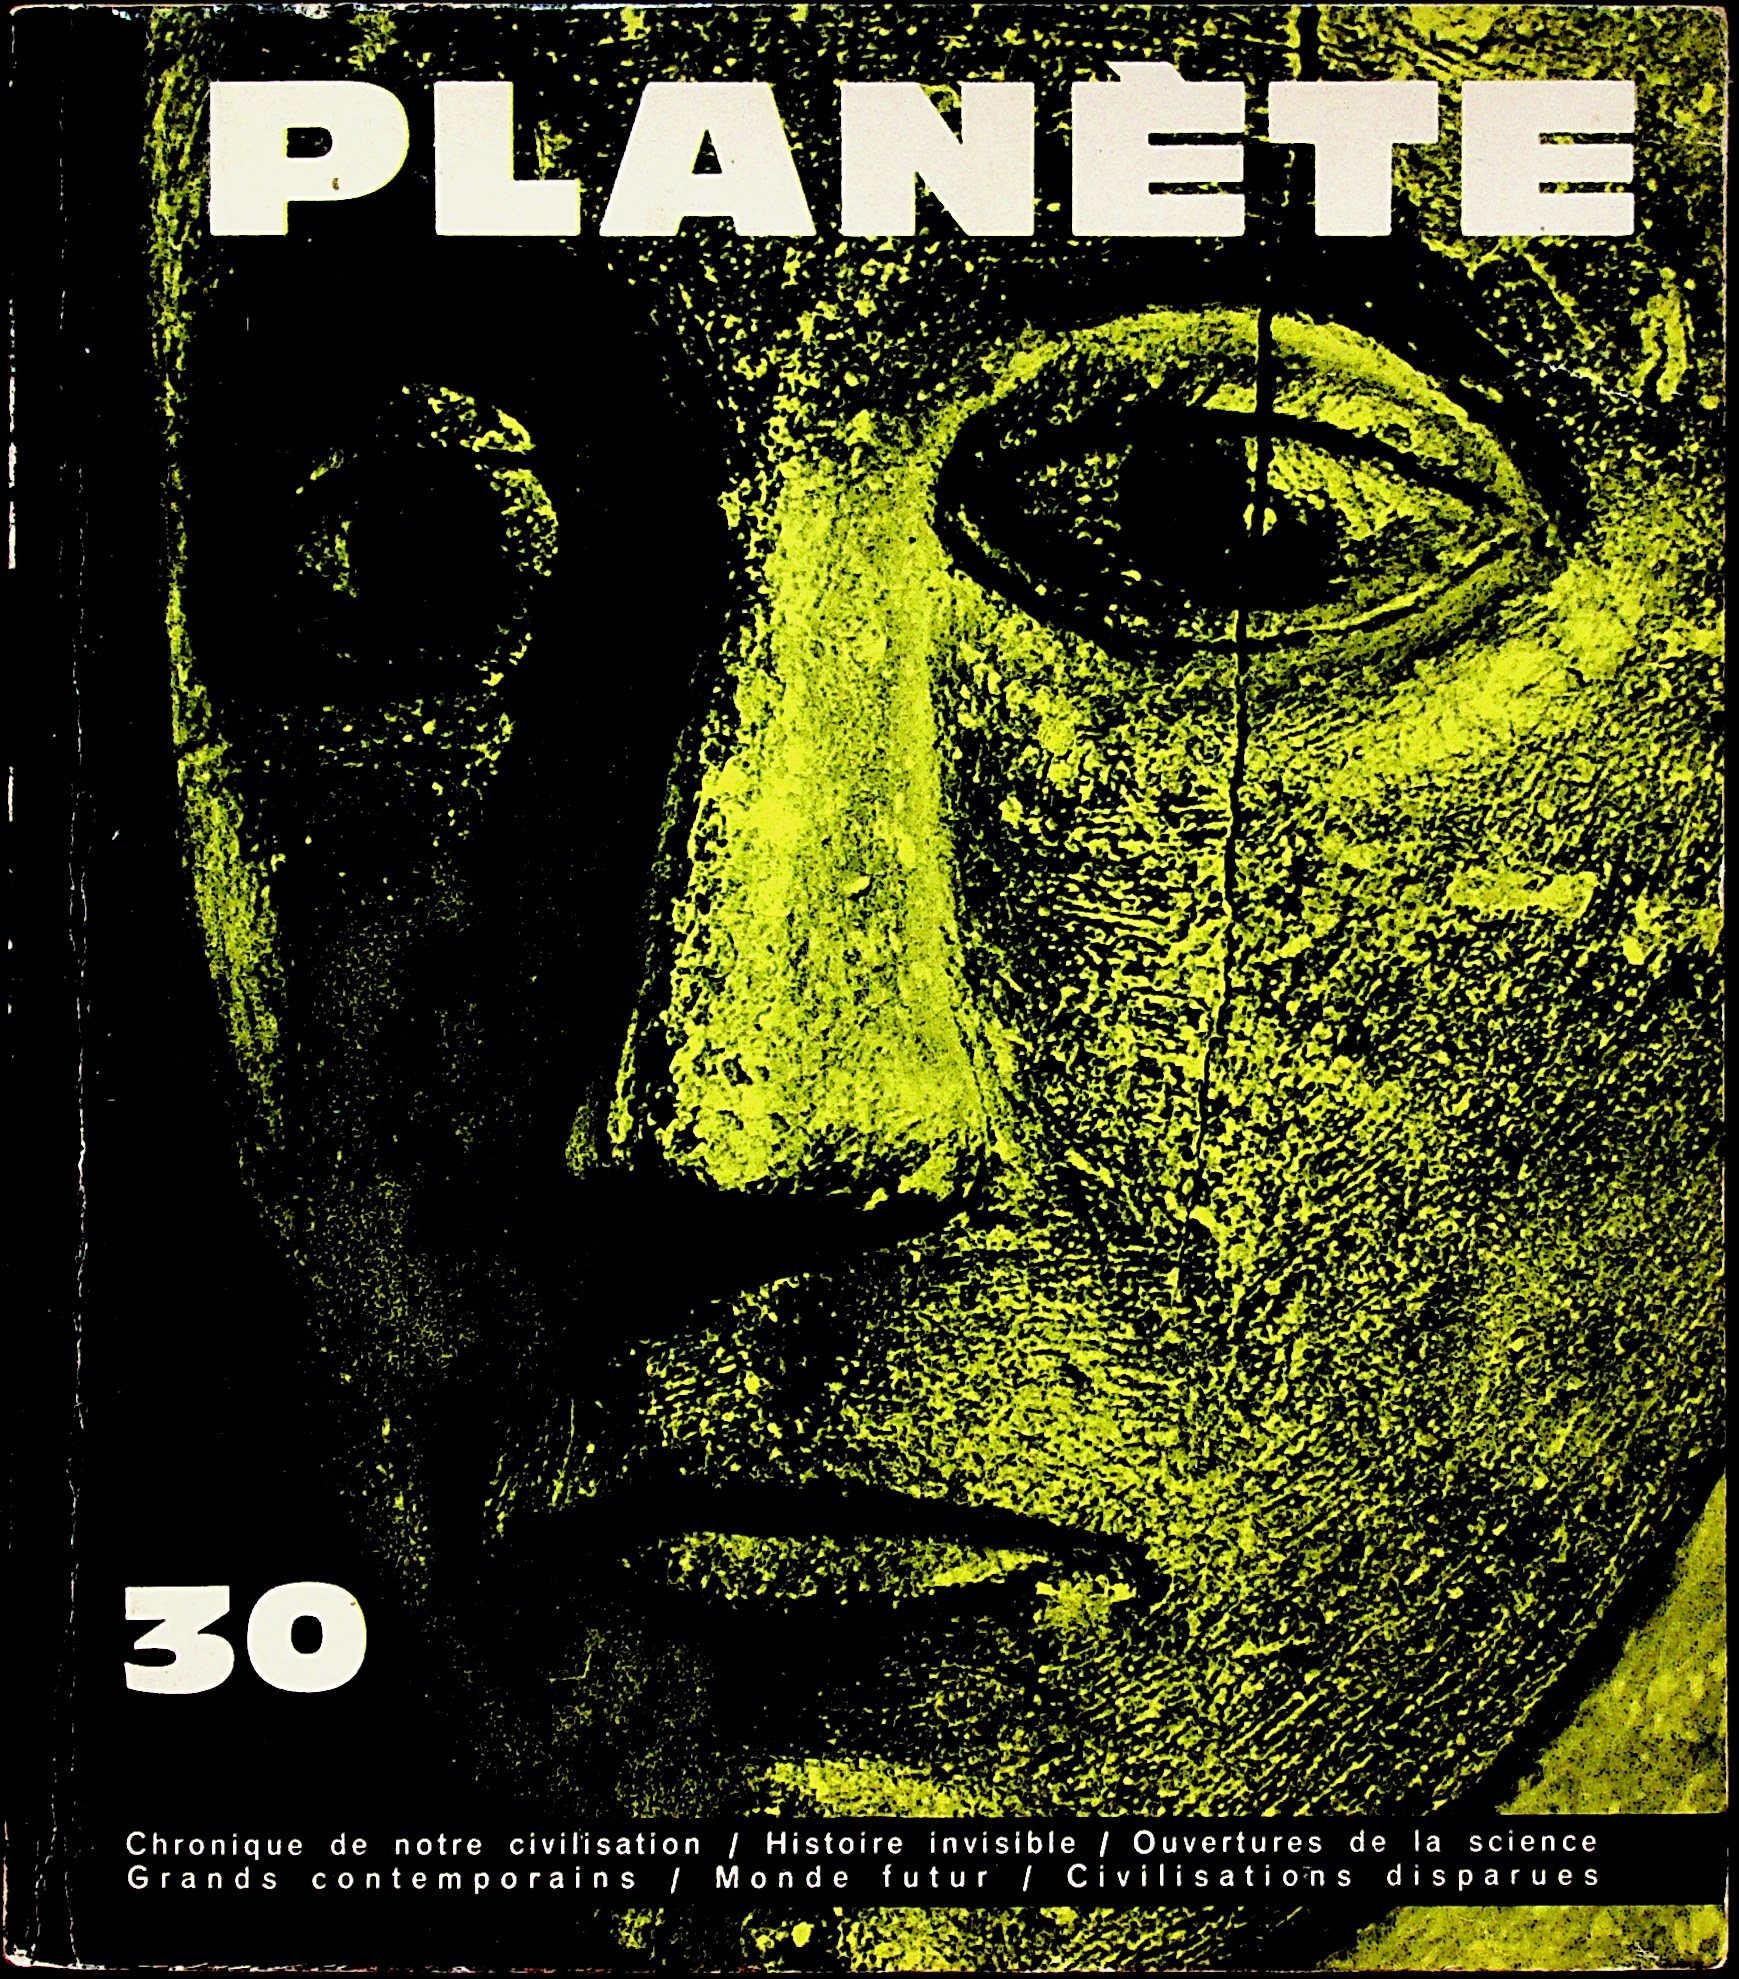 PLANÈTE
30
Chronique de notre civilisation / Histoire invisible / Ouvertures de la science
Grands contemporains / Monde futur / Civilisations disparues